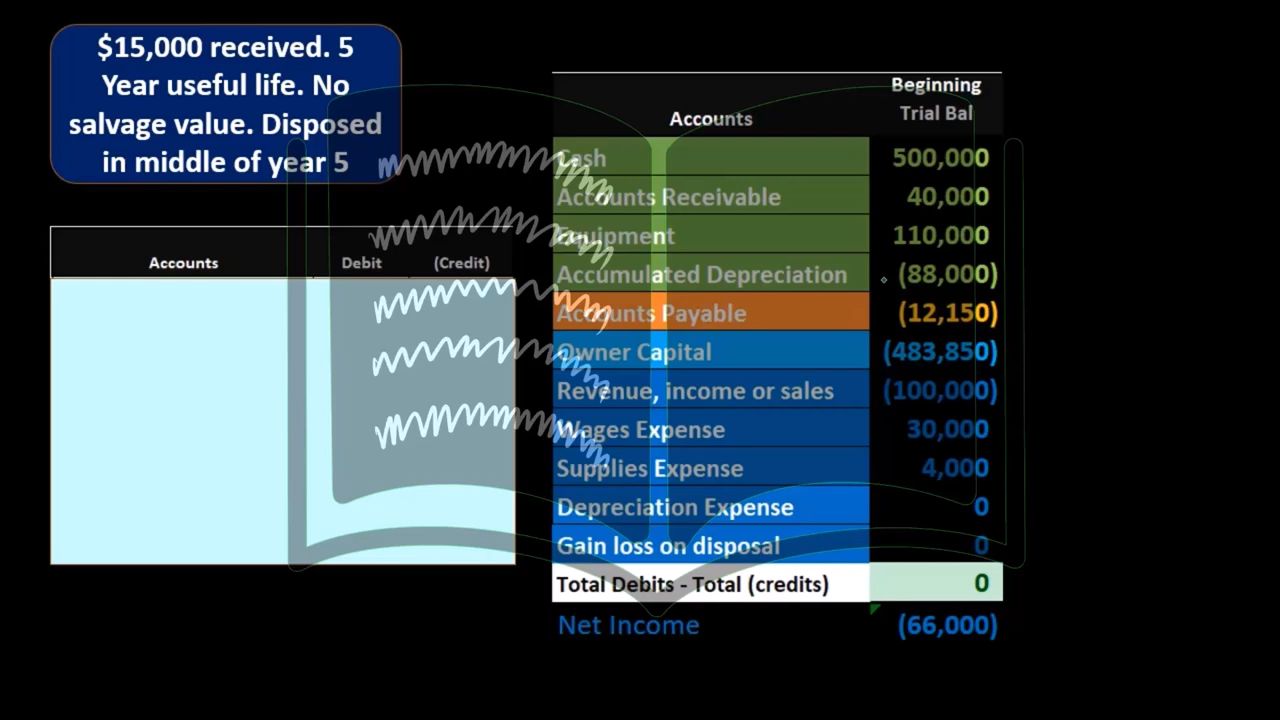 $15,000 received. 5
Year useful life. No
salvage value. Disposed
in middle of year 5
Accounts Debit (Credit)
Beginning
Accounts Trial Bal
Cash 500,000
Accounts Receivable 40,000
Equipment 110,000
Accumulated Depreciation (88,000)
Accounts Payable (12,150)
Owner Capital (483,850)
Revenue, income or sales (100,000)
Wages Expense 30,000
Supplies Expense 4,000
Depreciation Expense 0
Gain loss on disposal 0
Total Debits - Total (credits) 0
Net Income (66,000)